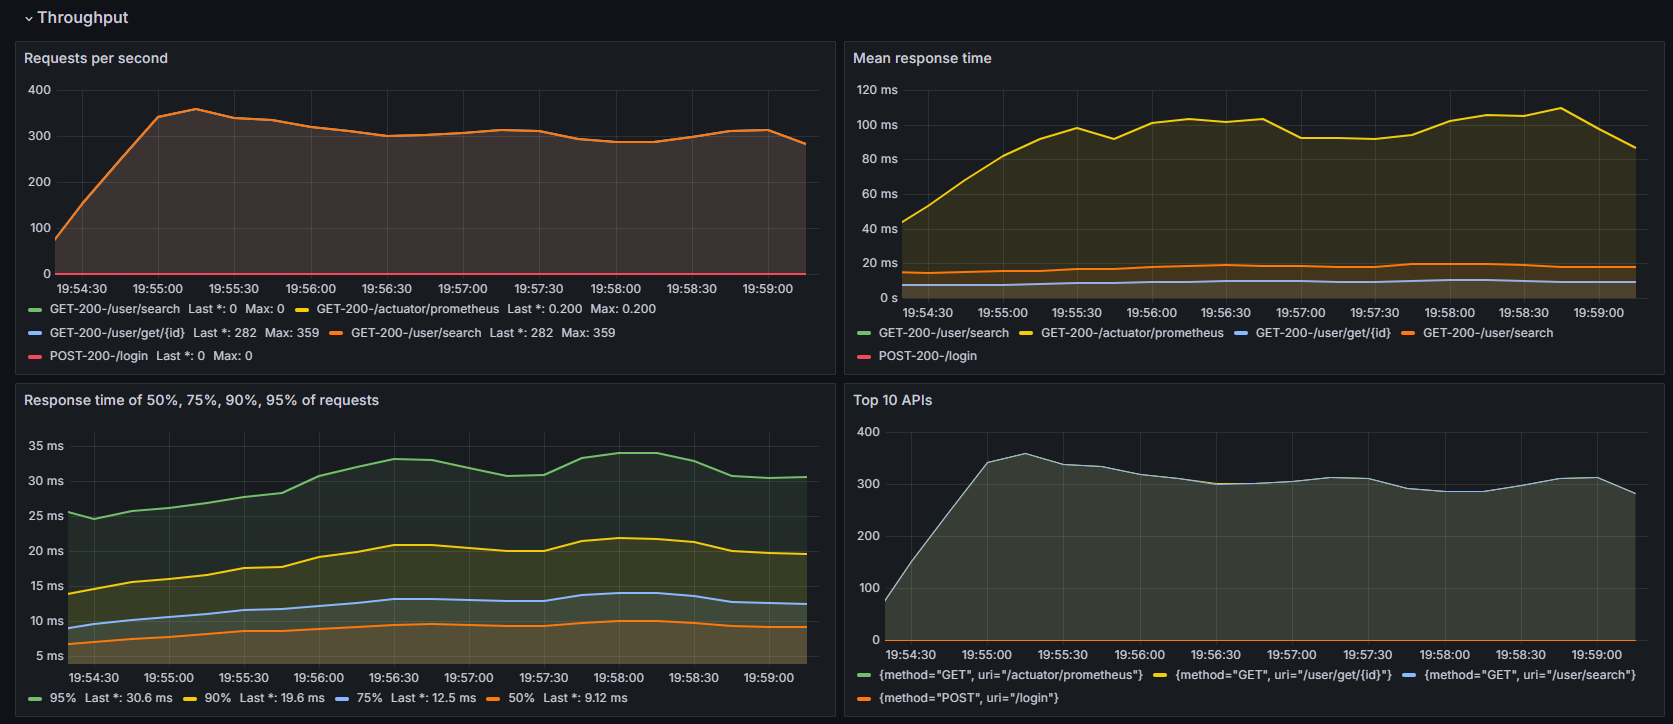 Throughput
Requests per second
400
300
200
100
0
19:54:30 19:55:00 19:55:30 19:56:00 19:56:30 19:57:00 19:57:30 19:58:00 19:58:30 19:59:00
GET-200-/user/search Last *: 0 Max: 0 GET-200-/actuator/prometheus Last *: 0.200 Max: 0.200
GET-200-/user/get/{id} Last *: 282 Max: 359 GET-200-/user/search Last *: 282 Max: 359
POST-200-/login Last *: 0 Max: 0
Mean response time
120 ms
100 ms
80 ms
60 ms
40 ms
20 ms
0 s
19:54:30 19:55:00 19:55:30 19:56:00 19:56:30 19:57:00 19:57:30 19:58:00 19:58:30 19:59:00
GET-200-/user/search GET-200-/actuator/prometheus GET-200-/user/get/{id} GET-200-/user/search
POST-200-/login
Response time of 50%, 75%, 90%, 95% of requests
35 ms
30 ms
25 ms
20 ms
15 ms
10 ms
5 ms
19:54:30 19:55:00 19:55:30 19:56:00 19:56:30 19:57:00 19:57:30 19:58:00 19:58:30 19:59:00
95% Last *: 30.6 ms 90% Last *: 19.6 ms 75% Last *: 12.5 ms 50% Last *: 9.12 ms
Top 10 APIs
400
300
200
100
0
19:54:30 19:55:00 19:55:30 19:56:00 19:56:30 19:57:00 19:57:30 19:58:00 19:58:30 19:59:00
{method="GET", uri="/actuator/prometheus"} {method="GET", uri="/user/get/{id}"} {method="GET", uri="/user/search"}
{method="POST", uri="/login"}